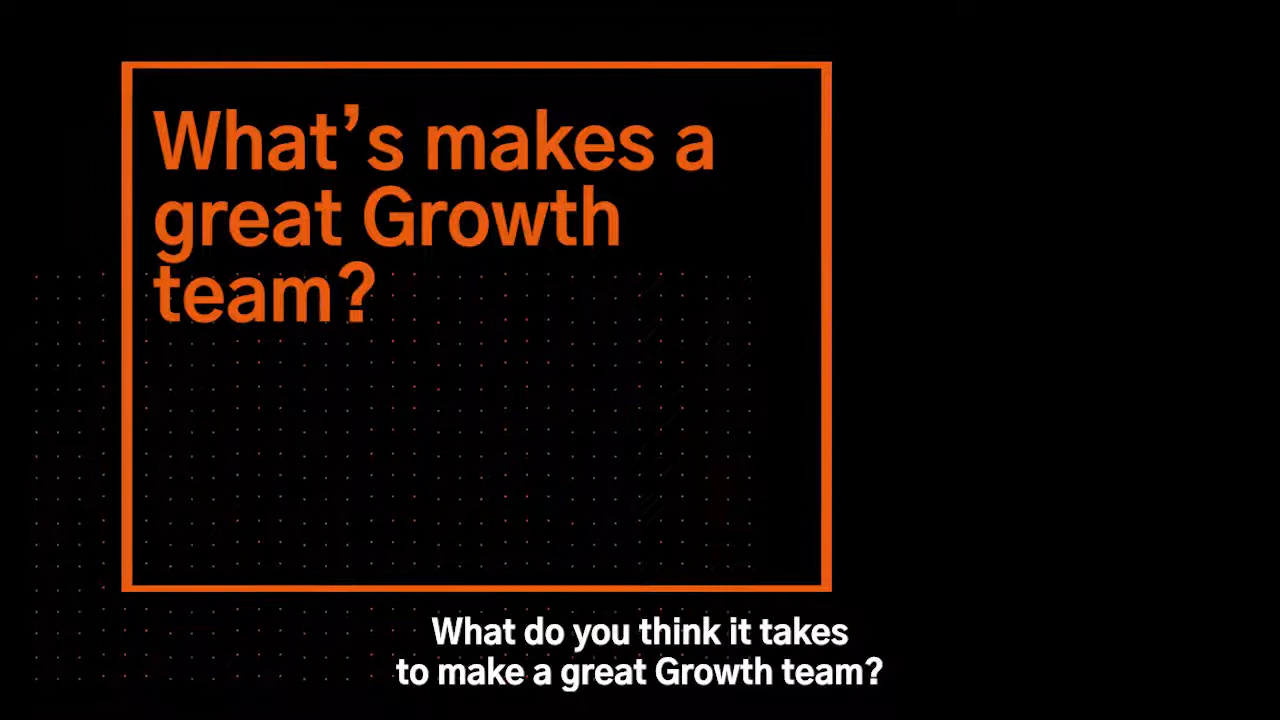 What’s makes a
great Growth
team?
What do you think it takes
to make a great Growth team?